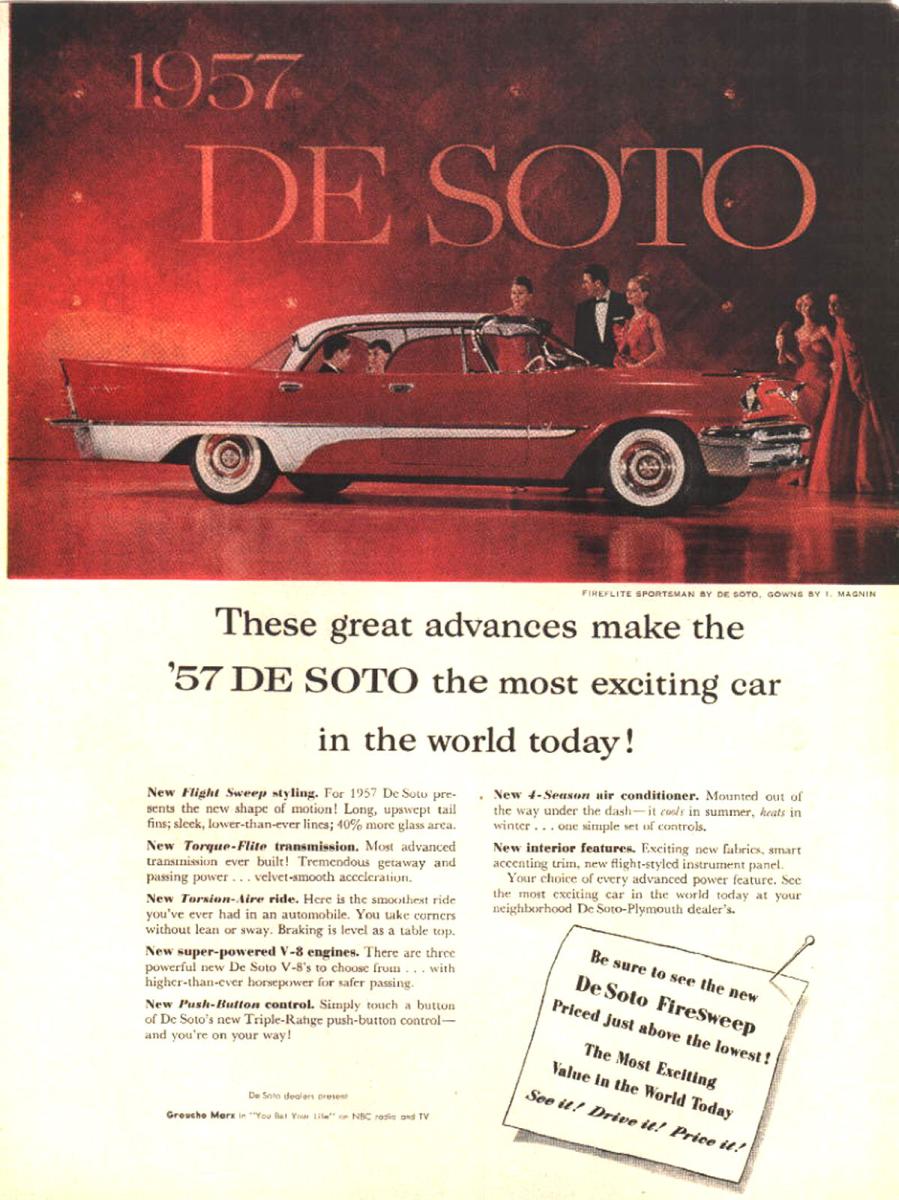 1957
DE SOTO
FIREFLITE SPORTSMAN BY DE SOTO, GOWNS BY I. MAGNIN
These great advances make the
’57 DE SOTO the most exciting car
in the world today!
New Flight Sweep styling. For 1957 De Soto pre-
sents the new shape of motion! Long, upswept tail
fins; sleek, lower-than-ever lines; 40% more glass area.
New Torque-Flite transmission. Most advanced
transmission ever built! Tremendous getaway and
passing power . . . velvet-smooth acceleration.
New Torsion-Aire ride. Here is the smoothest ride
you’ve ever had in an automobile. You take corners
without lean or sway. Braking is level as a table top.
New super-powered V-8 engines. There are three
powerful new De Soto V-8’s to choose from . . . with
higher-than-ever horsepower for safer passing.
New Push-Button control. Simply touch a button
of De Soto’s new Triple-Range push-button control—
and you’re on your way!
De Soto dealers present
Groucho Marx in "You Bet Your Life" on NBC radio and TV
New 4-Season air conditioner. Mounted out of
the way under the dash—it cools in summer, heats in
winter . . . one simple set of controls.
New interior features. Exciting new fabrics, smart
accenting trim, new flight-styled instrument panel.
Your choice of every advanced power feature. See
the most exciting car in the world today at your
neighborhood De Soto-Plymouth dealer’s.
Be sure to see the new
De Soto FireSweep
Priced just above the lowest!
The Most Exciting
Value in the World Today
See it! Drive it! Price it!